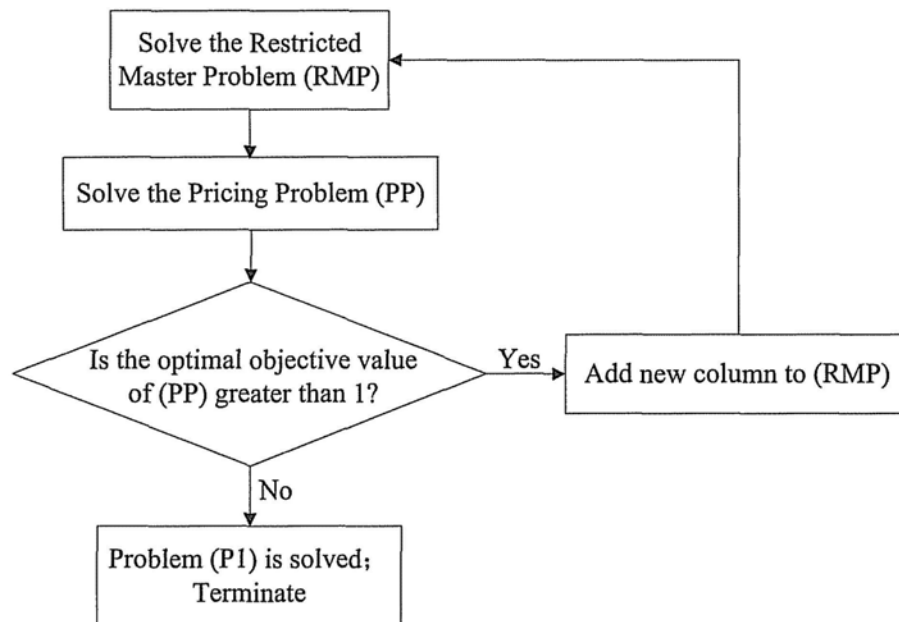 Solve the Restricted
Master Problem (RMP)
Solve the Pricing Problem (PP)
Is the optimal objective value
of (PP) greater than 1?
Yes
Add new column to (RMP)
No
Problem (P1) is solved;
Terminate